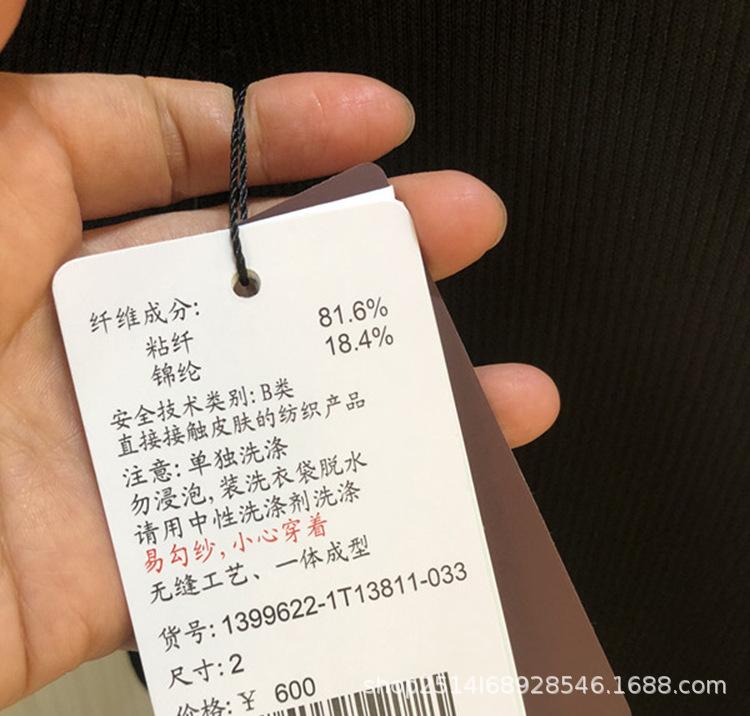 纤维成分:
粘纤 81.6%
锦纶 18.4%
安全技术类别: B类
直接接触皮肤的纺织产品
注意: 单独洗涤
勿浸泡, 装洗衣袋脱水
请用中性洗涤剂洗涤
易勾纱, 小心穿着
无缝工艺、一体成型
货号: 1399622-1T13811-033
尺寸: 2
价格: ¥ 600
shop2514l68928546.1688.com